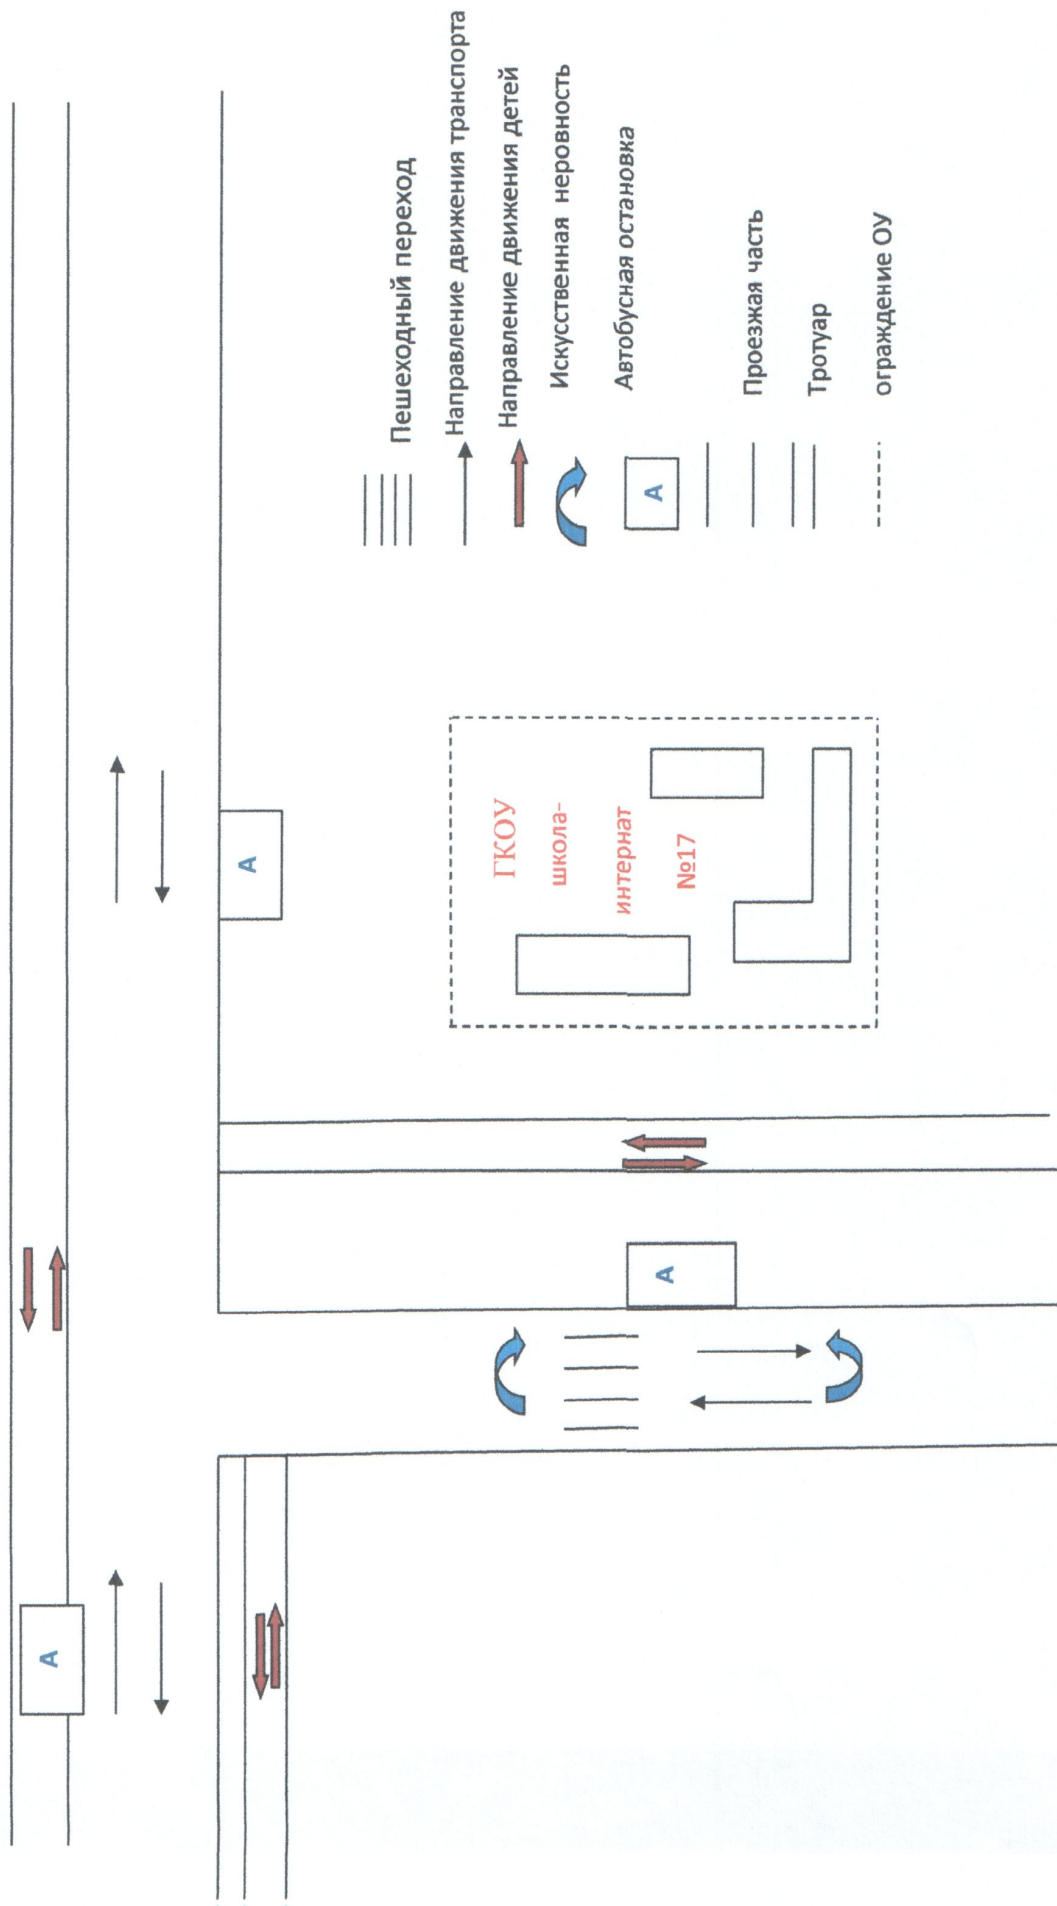 А
А
А
ГКОУ
школа-
интернат
№17
Пешеходный переход
Направление движения транспорта
Направление движения детей
Искусственная неровность
А
Автобусная остановка
Проезжая часть
Тротуар
ограждение ОУ